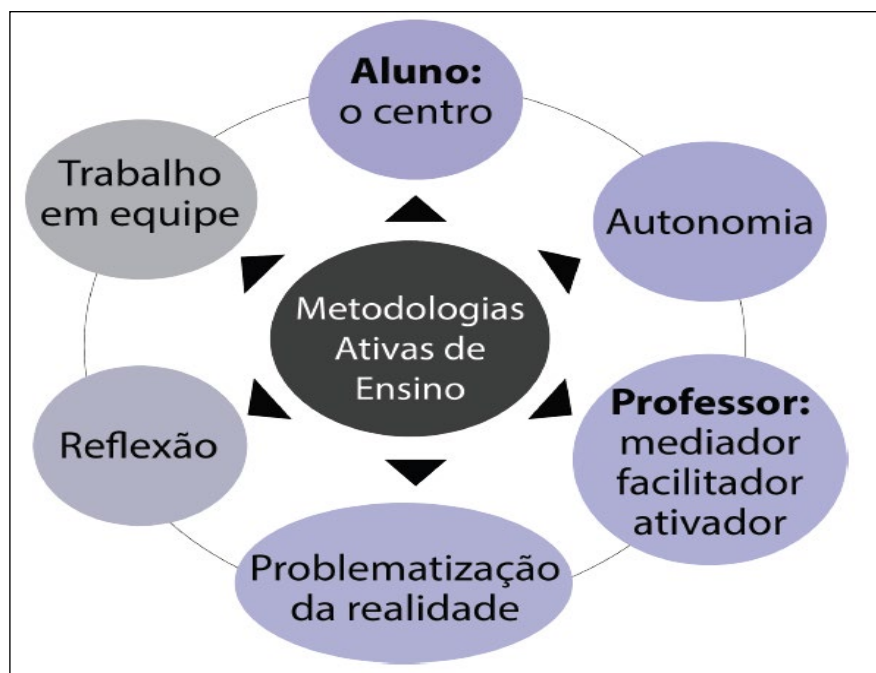 Aluno:
o centro
Autonomia
Professor:
mediador
facilitador
ativador
Problematização
da realidade
Reflexão
Trabalho
em equipe
Metodologias
Ativas de
Ensino